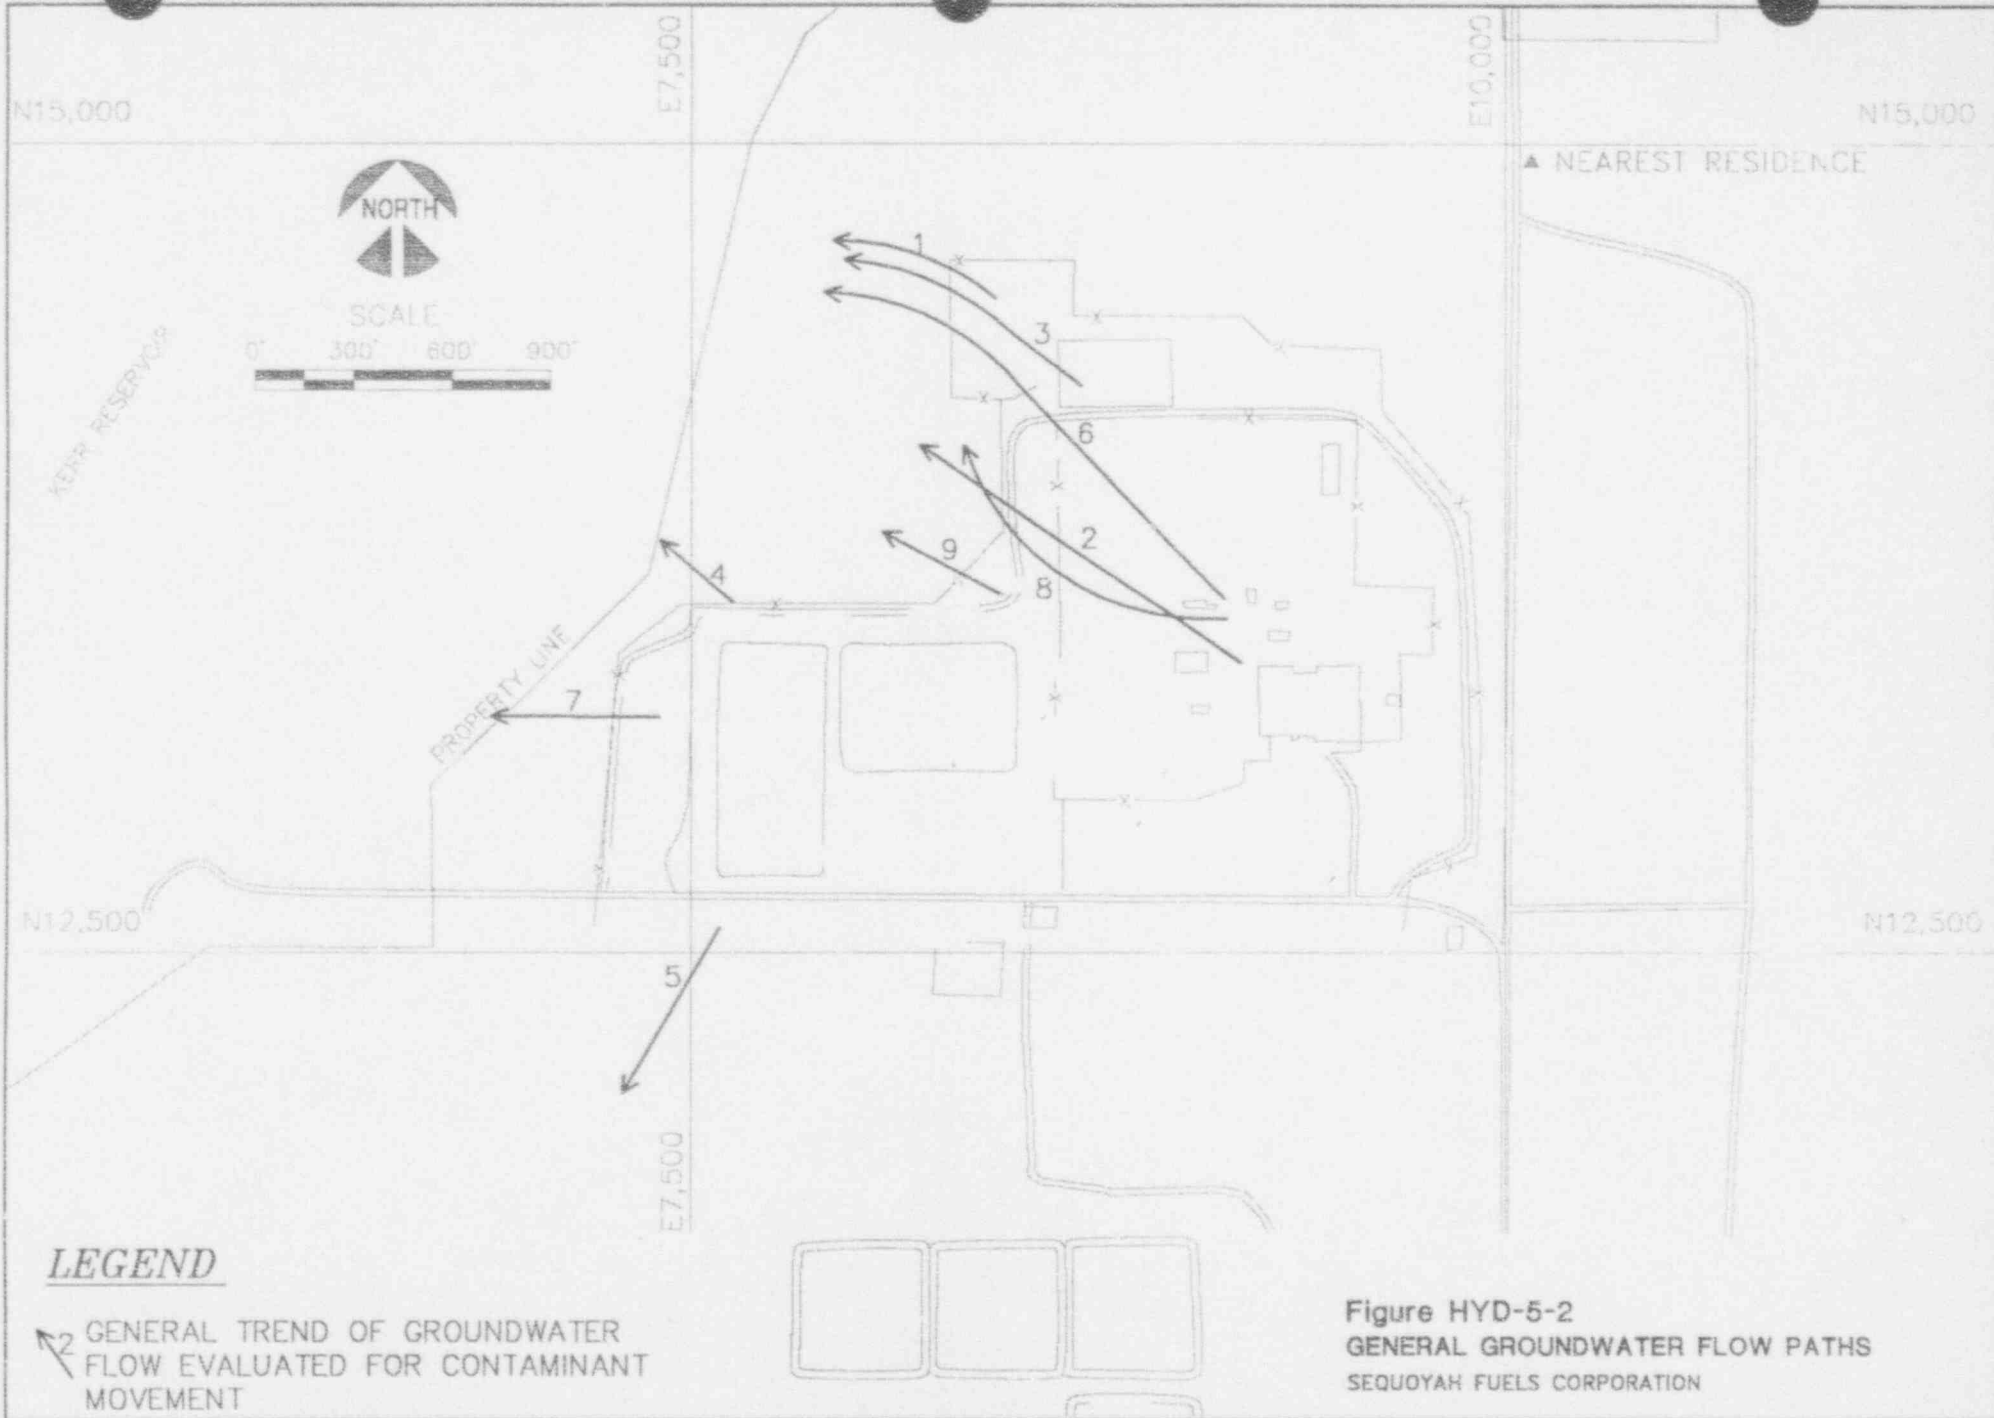 E7,500
E10,000
N15,000
N15,000
▲ NEAREST RESIDENCE
NORTH
SCALE
0' 300' 600' 900'
KERR RESERVOIR
1
3
6
2
9
8
4
PROPERTY LINE
7
N12,500
N12,500
5
E7,500
LEGEND
2 GENERAL TREND OF GROUNDWATER
FLOW EVALUATED FOR CONTAMINANT
MOVEMENT
Figure HYD-5-2
GENERAL GROUNDWATER FLOW PATHS
SEQUOYAH FUELS CORPORATION